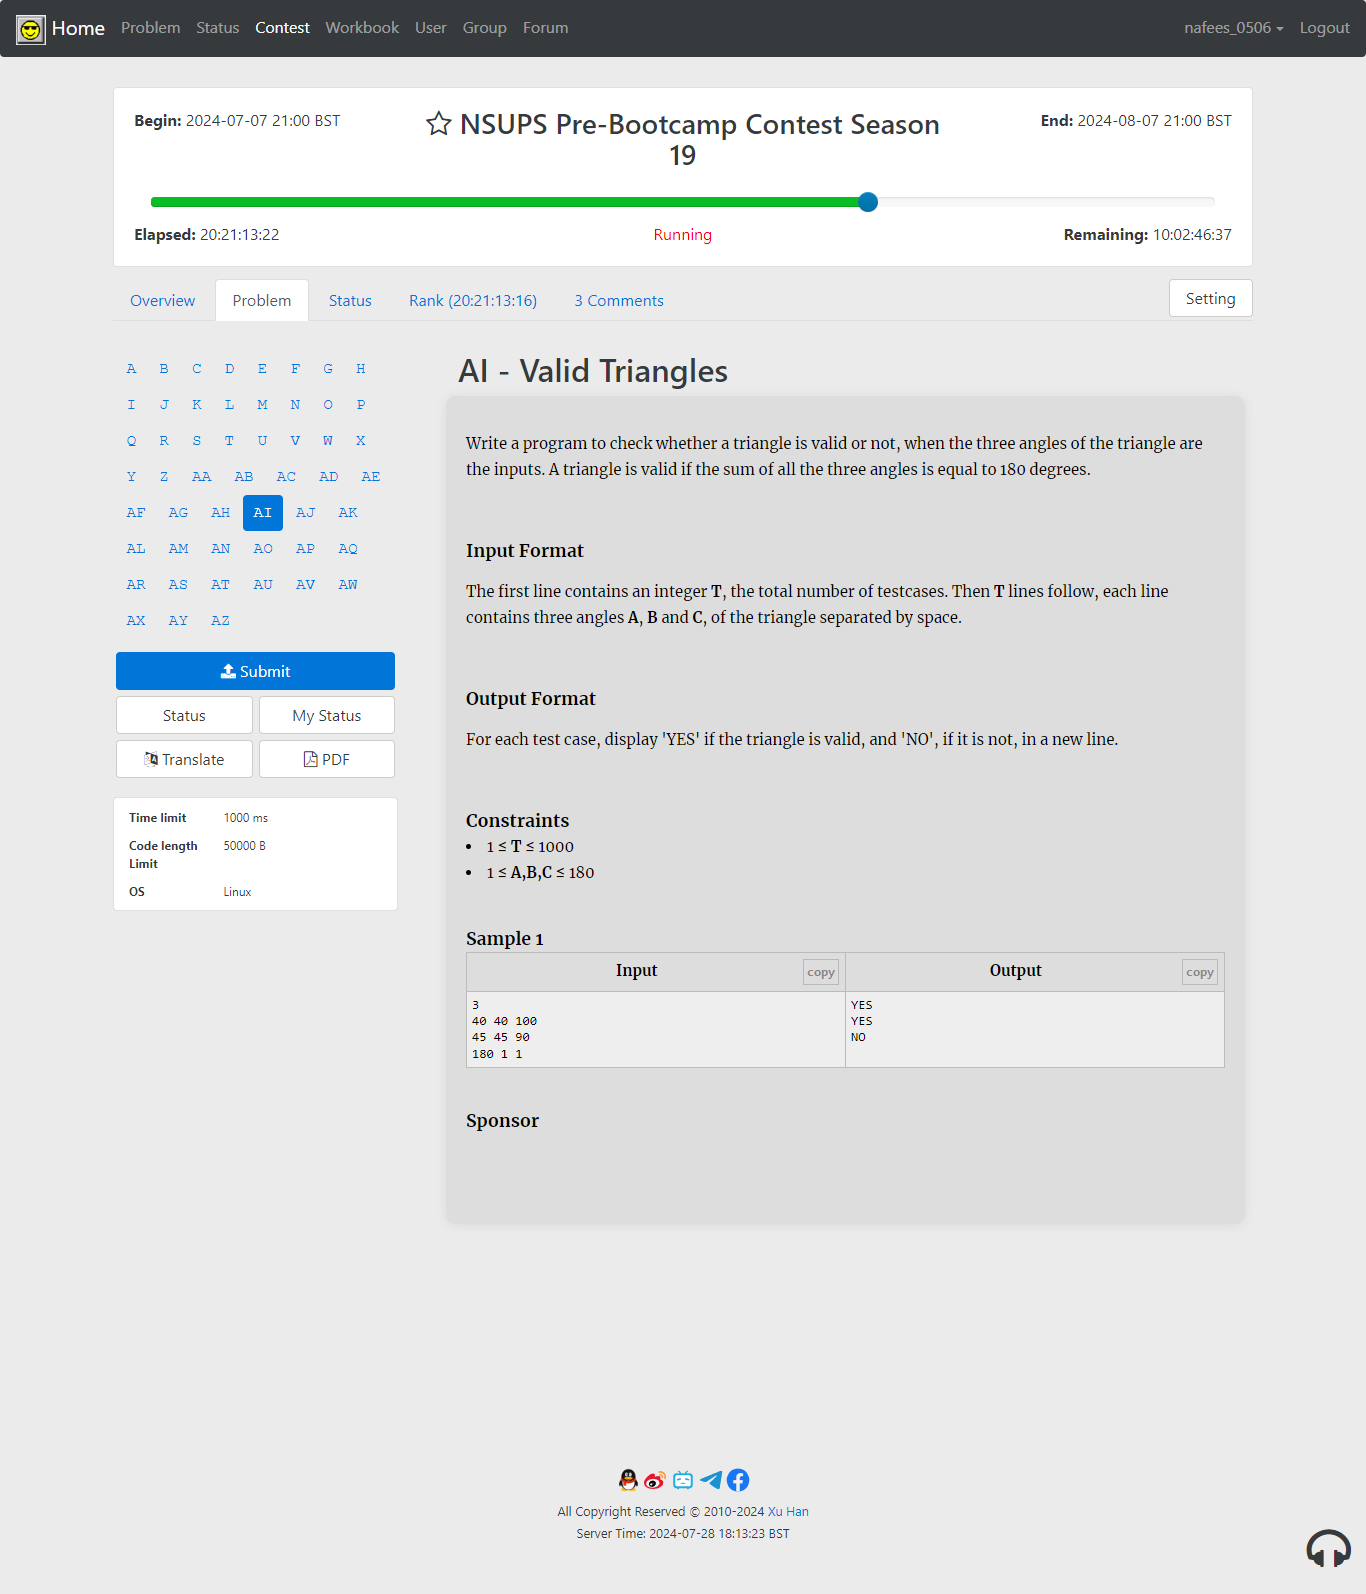 Home Problem Status Contest Workbook User Group Forum nafees_0506 Logout
Begin: 2024-07-07 21:00 BST
NSUPS Pre-Bootcamp Contest Season
19
End: 2024-08-07 21:00 BST
Elapsed: 20:21:13:22 Running Remaining: 10:02:46:37
Overview Problem Status Rank (20:21:13:16) 3 Comments Setting
A B C D E F G H
I J K L M N O P
Q R S T U V W X
Y Z AA AB AC AD AE
AF AG AH AI AJ AK
AL AM AN AO AP AQ
AR AS AT AU AV AW
AX AY AZ
Submit
Status My Status
Translate PDF
Time limit 1000 ms
Code length 50000 B
Limit
OS Linux
AI - Valid Triangles
Write a program to check whether a triangle is valid or not, when the three angles of the triangle are
the inputs. A triangle is valid if the sum of all the three angles is equal to 180 degrees.
Input Format
The first line contains an integer T, the total number of testcases. Then T lines follow, each line
contains three angles A, B and C, of the triangle separated by space.
Output Format
For each test case, display 'YES' if the triangle is valid, and 'NO', if it is not, in a new line.
Constraints
• 1 ≤ T ≤ 1000
• 1 ≤ A,B,C ≤ 180
Sample 1
Input copy Output copy
3
40 40 100
45 45 90
180 1 1
YES
YES
NO
Sponsor
All Copyright Reserved © 2010-2024 Xu Han
Server Time: 2024-07-28 18:13:23 BST